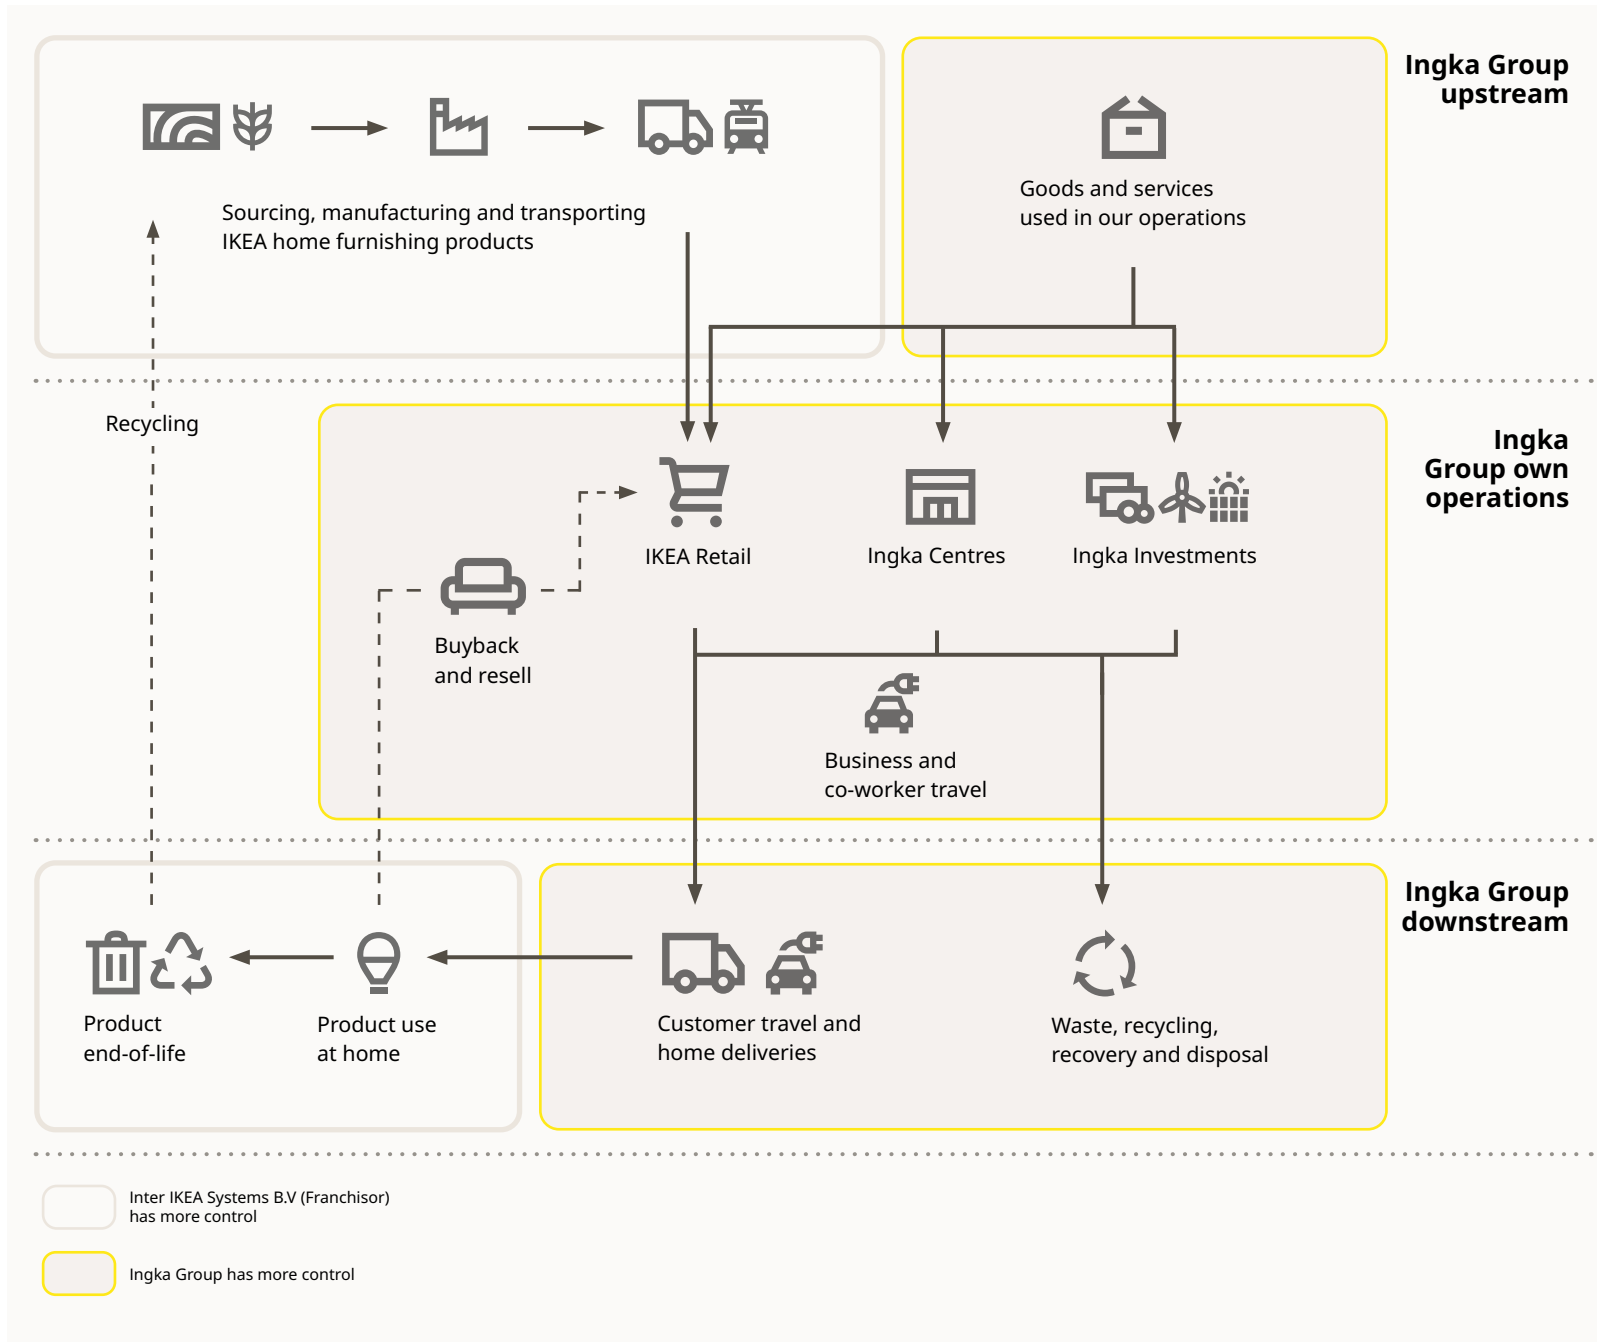 Ingka Group
upstream
Sourcing, manufacturing and transporting
IKEA home furnishing products
Goods and services
used in our operations
Recycling
Ingka
Group own
operations
IKEA Retail
Ingka Centres
Ingka Investments
Buyback
and resell
Business and
co-worker travel
Ingka Group
downstream
Product
end-of-life
Product use
at home
Customer travel and
home deliveries
Waste, recycling,
recovery and disposal
Inter IKEA Systems B.V (Franchisor)
has more control
Ingka Group has more control